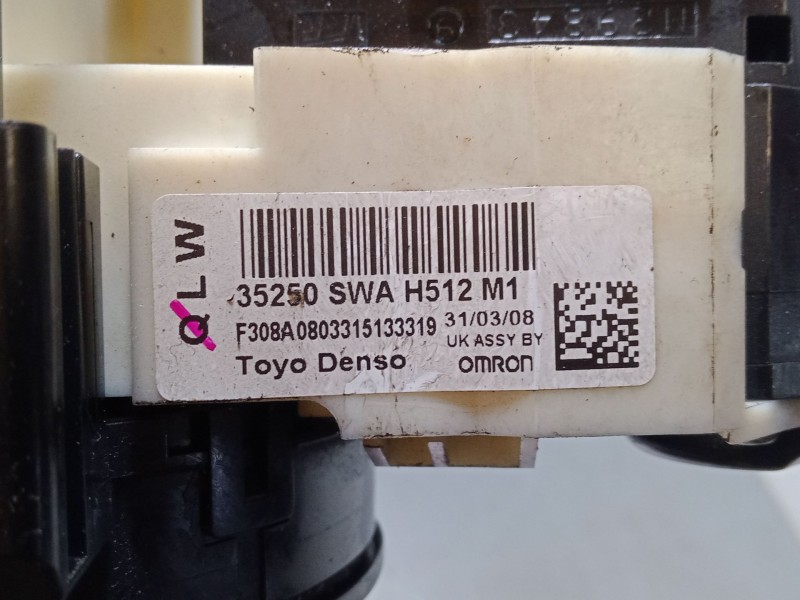 QLW
35250 SWA H512 M1
F308A0803315133319 31/03/08
UK ASSY BY
Toyo Denso OMRON